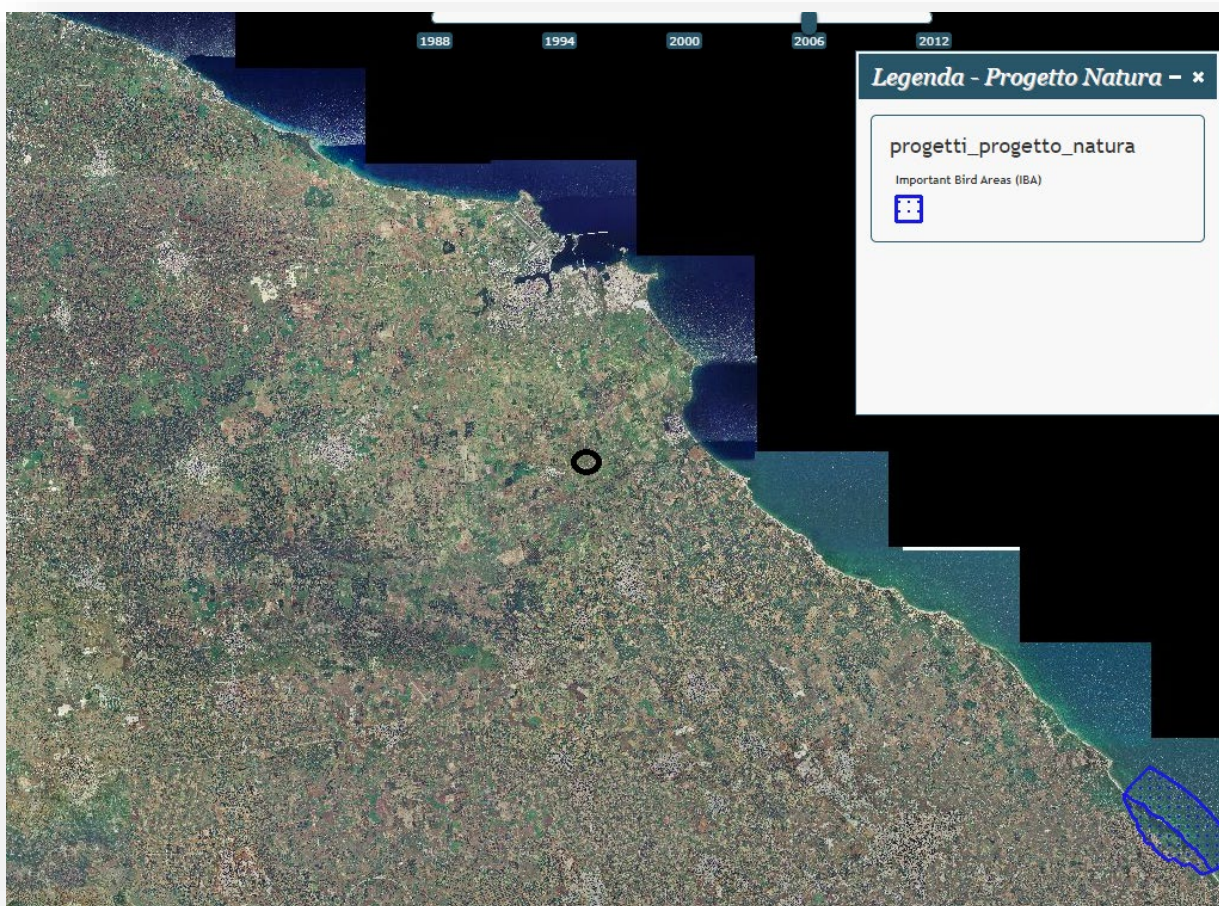 1988 1994 2000 2006 2012
Legenda - Progetto Natura
progetti_progetto_natura
Important Bird Areas (IBA)